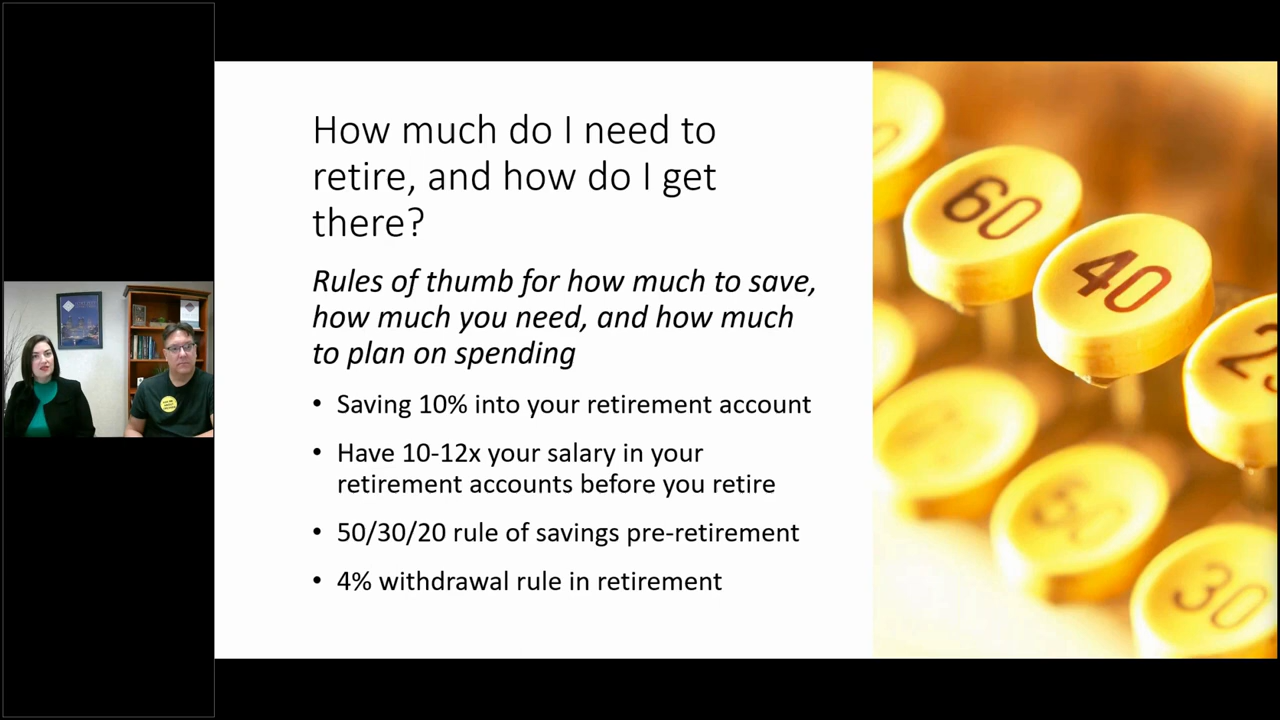 How much do I need to
retire, and how do I get
there?
Rules of thumb for how much to save,
how much you need, and how much
to plan on spending
• Saving 10% into your retirement account
• Have 10-12x your salary in your
retirement accounts before you retire
• 50/30/20 rule of savings pre-retirement
• 4% withdrawal rule in retirement
60
40
30